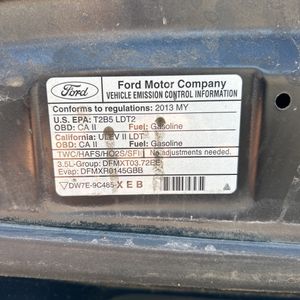 Ford
Ford Motor Company
VEHICLE EMISSION CONTROL INFORMATION
Conforms to regulations: 2013 MY
U.S. EPA: T2B5 LDT2
OBD: CA II Fuel: Gasoline
California: ULEV II LDT
OBD: CA II Fuel: Gasoline
TWC/HAFS/HO2S/SFI No adjustments needed.
3.5L-Group: DFMXT03.72
Evap: DFMXR0145GBB
DW7E-9C485-XEB